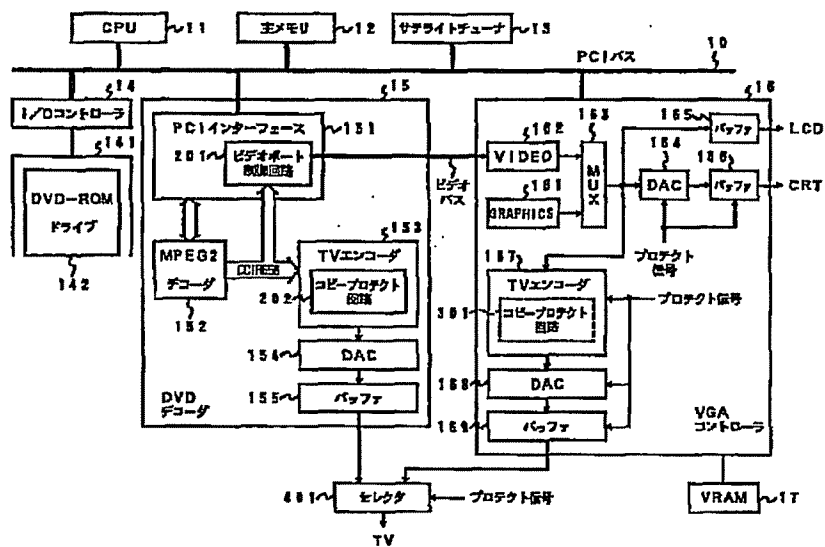 CPU 11
主メモリ 12
サテライトチューナ 13
PCIバス
10
14
I/Oコントローラ
141
DVD-ROM
ドライブ
142
15
PCIインターフェース
151
201
ビデオポート
制御回路
MPEG2
デコーダ
152
CCIR656
153
TVエンコーダ
202
コピープロテクト
回路
154
DAC
155
バッファ
DVD
デコーダ
ビデオ
バス
16
VIDEO
162
GRAPHICS
161
163
MUX
164
DAC
165
バッファ
LCD
166
バッファ
CRT
プロテクト
信号
167
TVエンコーダ
301
コピープロテクト
回路
プロテクト信号
168
DAC
169
バッファ
VGA
コントローラ
401
セレクタ
プロテクト信号
TV
VRAM
17